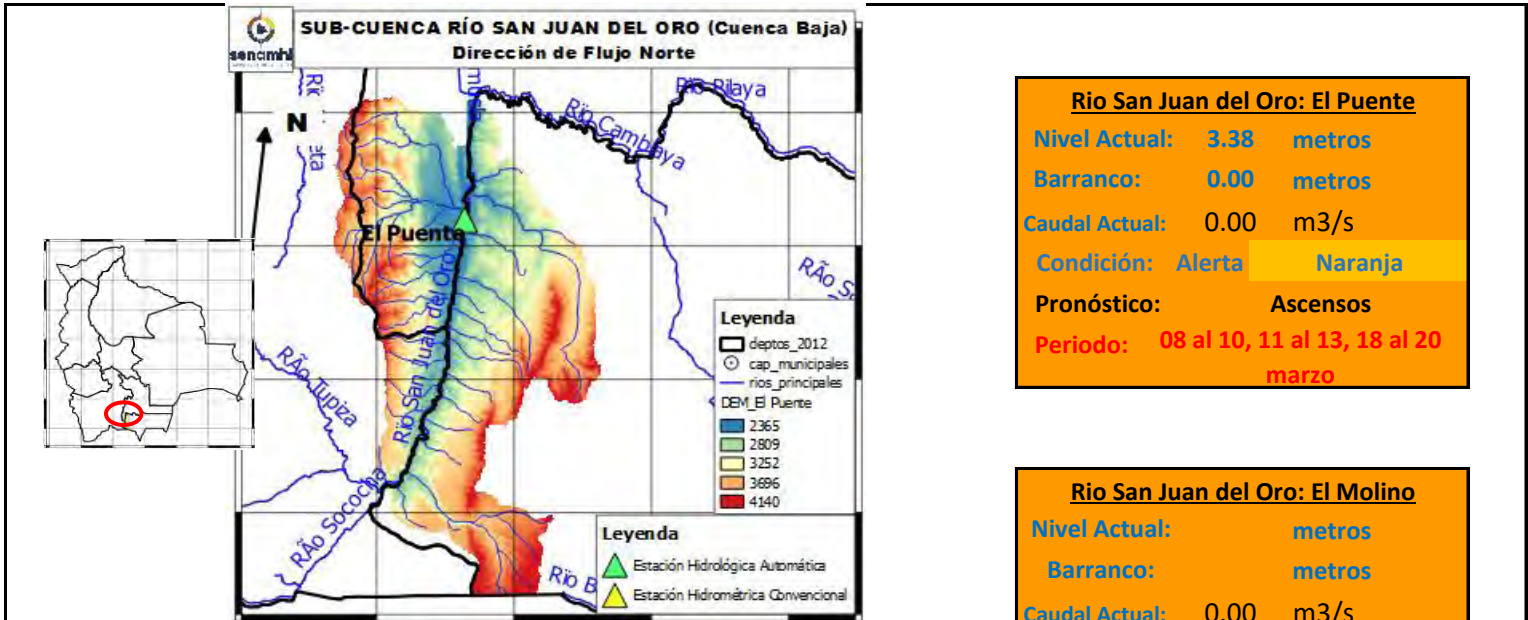 SUB-CUENCA RÍO SAN JUAN DEL ORO (Cuenca Baja)
Dirección de Flujo Norte
senamhi
N
Río Pilaya
Río Camblaya
El Puente
Río San Juan del Oro
RÃo Tupiza
RÃo Sococha
RÃo S
Río B
Leyenda
deptos_2012
cap_municipales
rios_principales
DEM_El Puente
2365
2809
3252
3696
4140
Leyenda
Estación Hidrológica Automática
Estación Hidrométrica Convencional
Rio San Juan del Oro: El Puente
Nivel Actual: 3.38 metros
Barranco: 0.00 metros
Caudal Actual: 0.00 m3/s
Condición: Alerta Naranja
Pronóstico: Ascensos
Periodo: 08 al 10, 11 al 13, 18 al 20
marzo
Rio San Juan del Oro: El Molino
Nivel Actual: metros
Barranco: metros
Caudal Actual: 0.00 m3/s